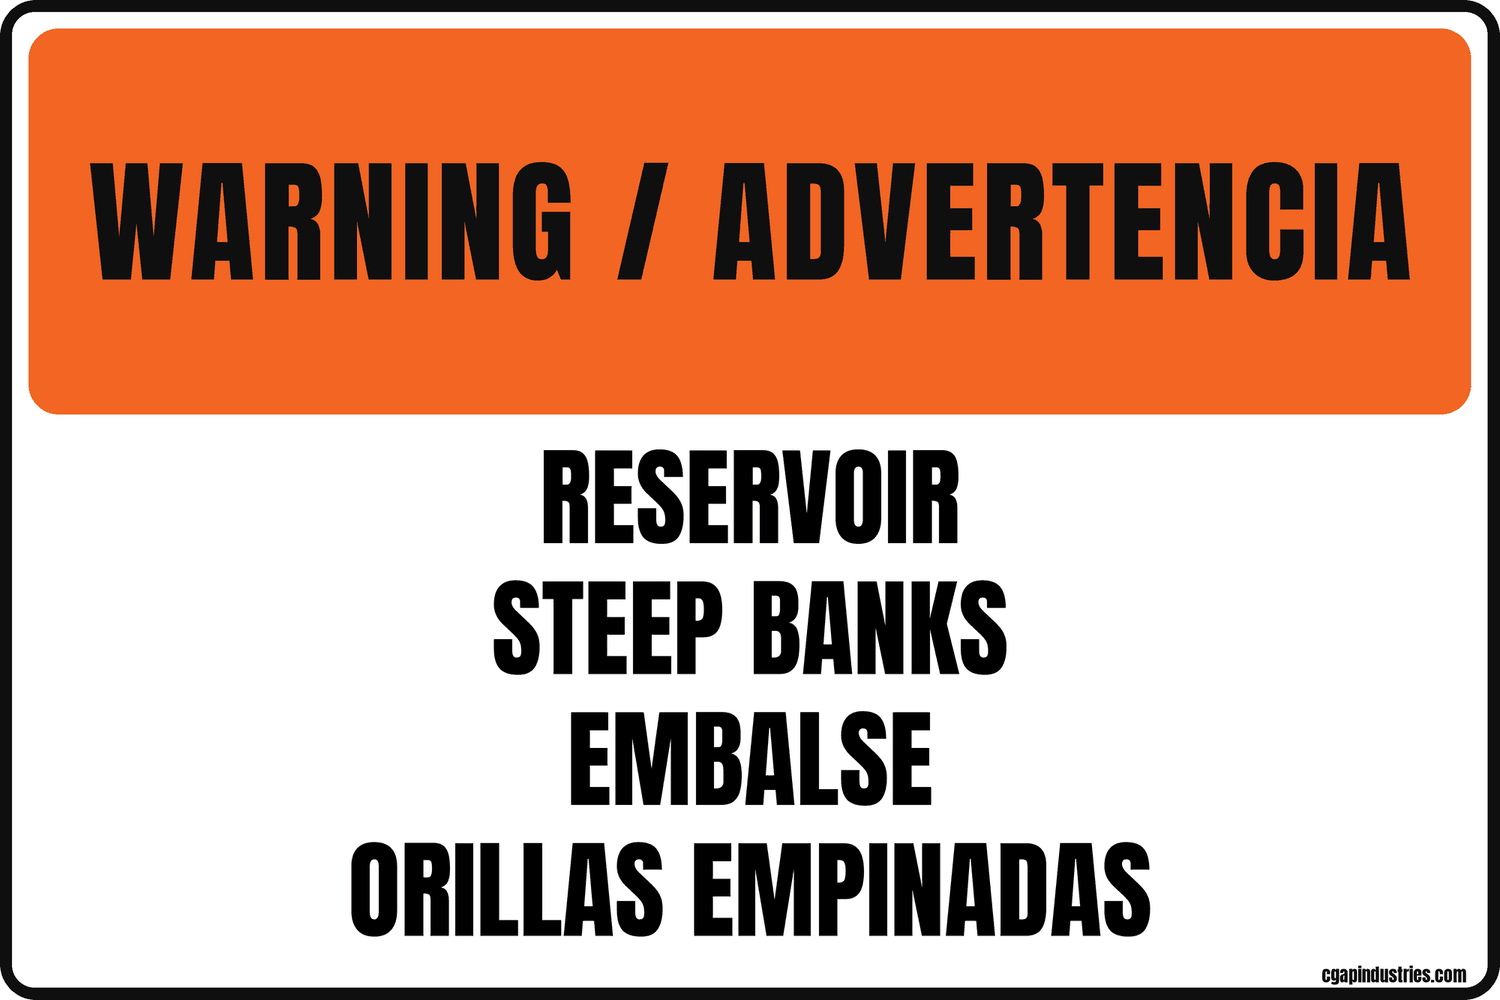 WARNING / ADVERTENCIA
RESERVOIR
STEEP BANKS
EMBALSE
ORILLAS EMPINADAS
cgapindustries.com